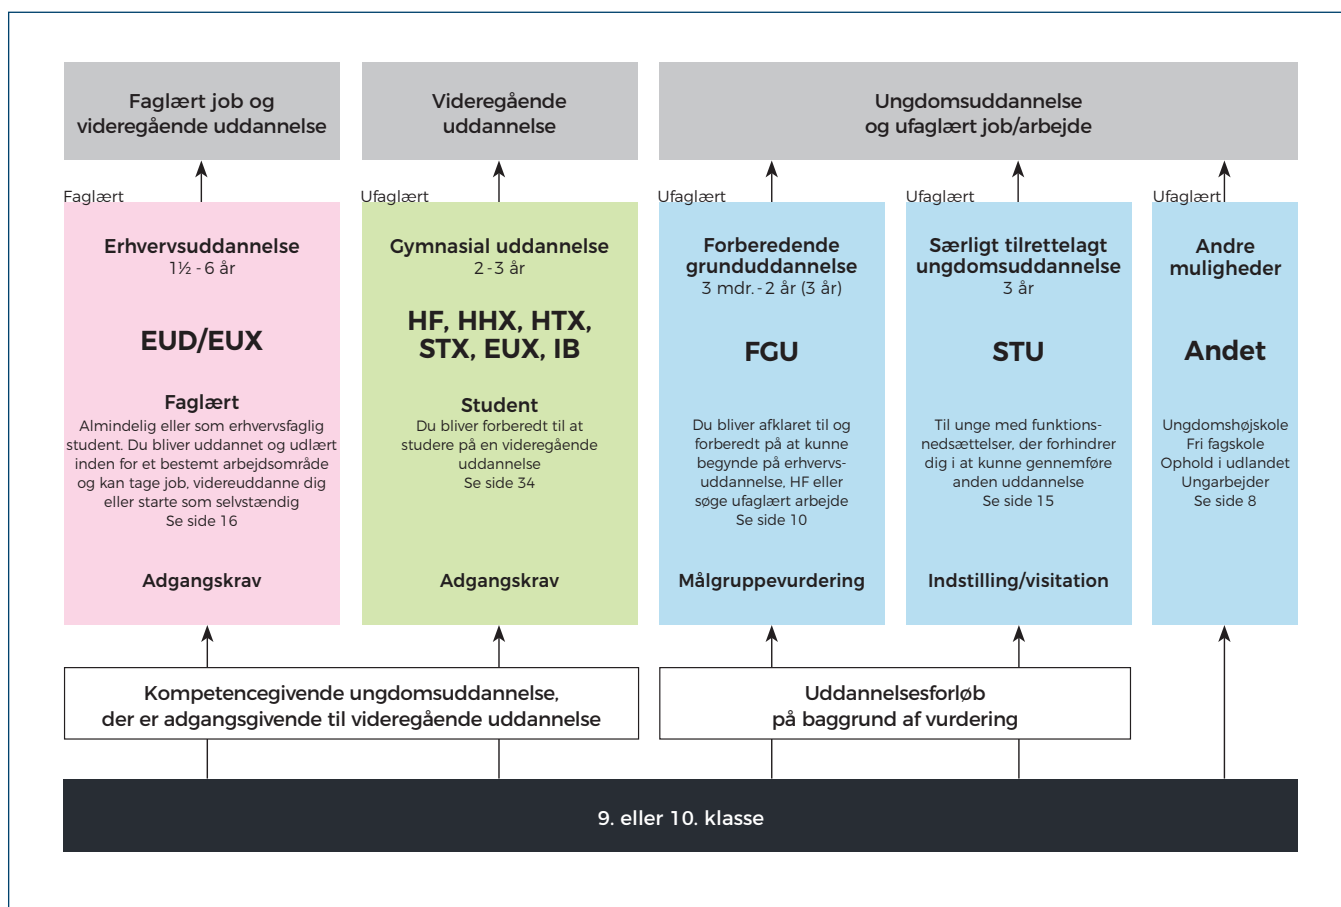 Faglært job og
videregående uddannelse
Videregående
uddannelse
Ungdomsuddannelse
og ufaglært job/arbejde
Faglært
Ufaglært
Ufaglært
Ufaglært
Ufaglært
Erhvervsuddannelse
1½ - 6 år
EUD/EUX
Faglært
Almindelig eller som erhvervsfaglig
student. Du bliver uddannet og udlært
inden for et bestemt arbejdsområde
og kan tage job, videreuddanne dig
eller starte som selvstændig
Se side 16
Adgangskrav
Gymnasial uddannelse
2 - 3 år
HF, HHX, HTX,
STX, EUX, IB
Student
Du bliver forberedt til at
studere på en videregående
uddannelse
Se side 34
Adgangskrav
Forberedende
grunduddannelse
3 mdr. - 2 år (3 år)
FGU
Du bliver afklaret til og
forberedt på at kunne
begynde på erhvervs-
uddannelse, HF eller
søge ufaglært arbejde
Se side 10
Målgruppevurdering
Særligt tilrettelagt
ungdomsuddannelse
3 år
STU
Til unge med funktions-
nedsættelser, der forhindrer
dig i at kunne gennemføre
anden uddannelse
Se side 15
Indstilling/visitation
Andre
muligheder
Andet
Ungdomshøjskole
Fri fagskole
Ophold i udlandet
Ungarbejder
Se side 8
Kompetencegivende ungdomsuddannelse,
der er adgangsgivende til videregående uddannelse
Uddannelsesforløb
på baggrund af vurdering
9. eller 10. klasse